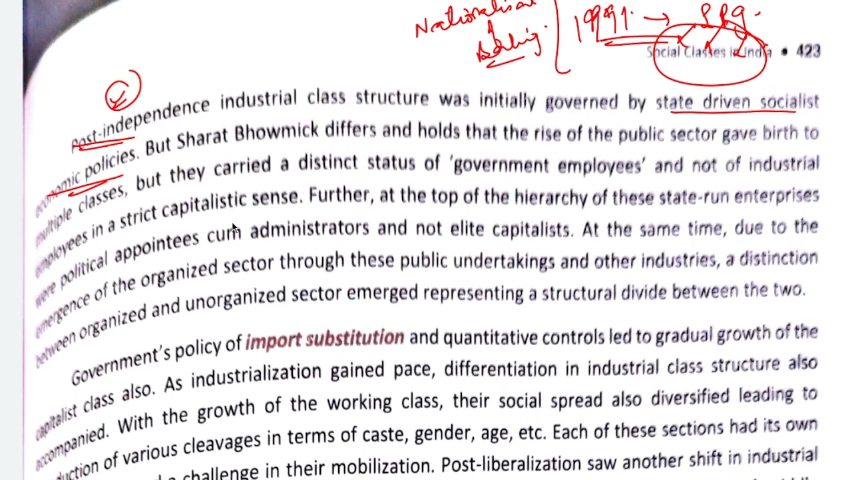 Nationalisa
Banking.
1991. → LPG.
Social Classes in India • 423
Post-independence industrial class structure was initially governed by state driven socialist
economic policies. But Sharat Bhowmick differs and holds that the rise of the public sector gave birth to
multiple classes, but they carried a distinct status of 'government employees' and not of industrial
employees in a strict capitalistic sense. Further, at the top of the hierarchy of these state-run enterprises
were political appointees cum administrators and not elite capitalists. At the same time, due to the
emergence of the organized sector through these public undertakings and other industries, a distinction
between organized and unorganized sector emerged representing a structural divide between the two.
Government's policy of import substitution and quantitative controls led to gradual growth of the
capitalist class also. As industrialization gained pace, differentiation in industrial class structure also
accompanied. With the growth of the working class, their social spread also diversified leading to
duction of various cleavages in terms of caste, gender, age, etc. Each of these sections had its own
challenge in their mobilization. Post-liberalization saw another shift in industrial